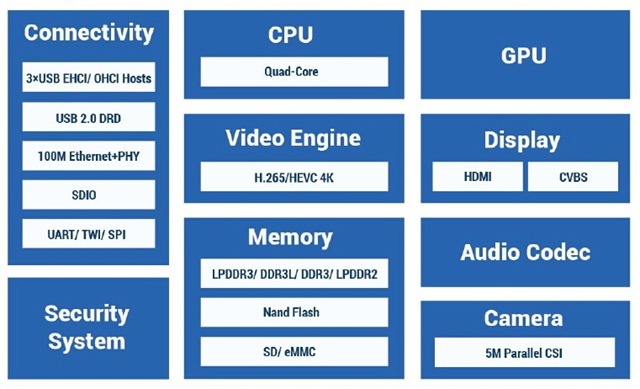 Connectivity
3×USB EHCI/ OHCI Hosts
USB 2.0 DRD
100M Ethernet+PHY
SDIO
UART/ TWI/ SPI
Security
System
CPU
Quad-Core
Video Engine
H.265/HEVC 4K
Memory
LPDDR3/ DDR3L/ DDR3/ LPDDR2
Nand Flash
SD/ eMMC
GPU
Display
HDMI
CVBS
Audio Codec
Camera
5M Parallel CSI